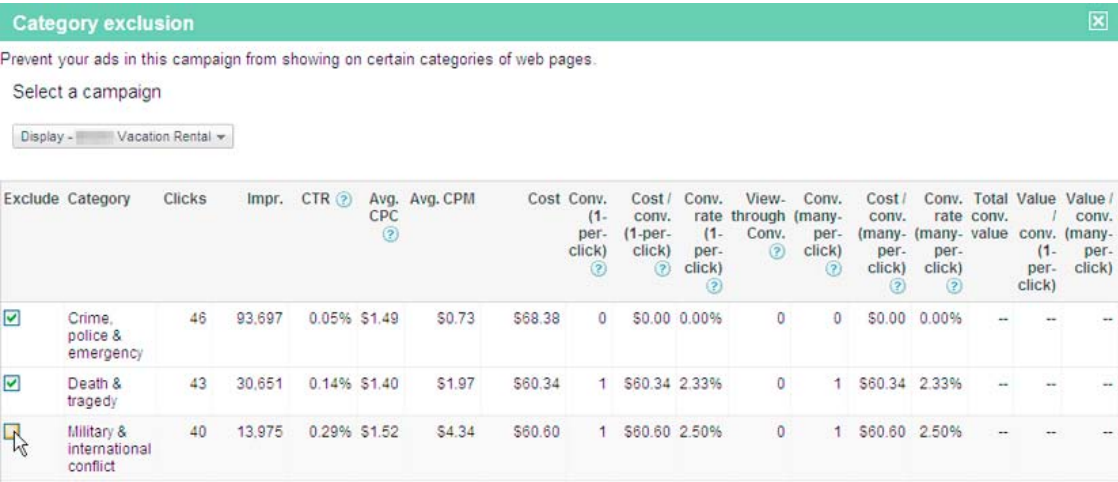 Category exclusion
Prevent your ads in this campaign from showing on certain categories of web pages.
Select a campaign
Display - Vacation Rental
Exclude Category Clicks Impr. CTR ? Avg. CPC ? Avg. CPM Cost Conv. (1-per-click) ? Cost / conv. (1-per-click) ? Conv. rate (1-per-click) ? View-through Conv. ? Conv. (many-per-click) ? Cost / conv. (many-per-click) ? Conv. rate (many-per-click) ? Total conv. value Value / conv. (1-per-click) Value / conv. (many-per-click)
Crime, police & emergency 46 93,697 0.05% $1.49 $0.73 $68.38 0 $0.00 0.00% 0 0 $0.00 0.00% -- -- --
Death & tragedy 43 30,651 0.14% $1.40 $1.97 $60.34 1 $60.34 2.33% 0 1 $60.34 2.33% -- -- --
Military & international conflict 40 13,975 0.29% $1.52 $4.34 $60.60 1 $60.60 2.50% 0 1 $60.60 2.50% -- -- --